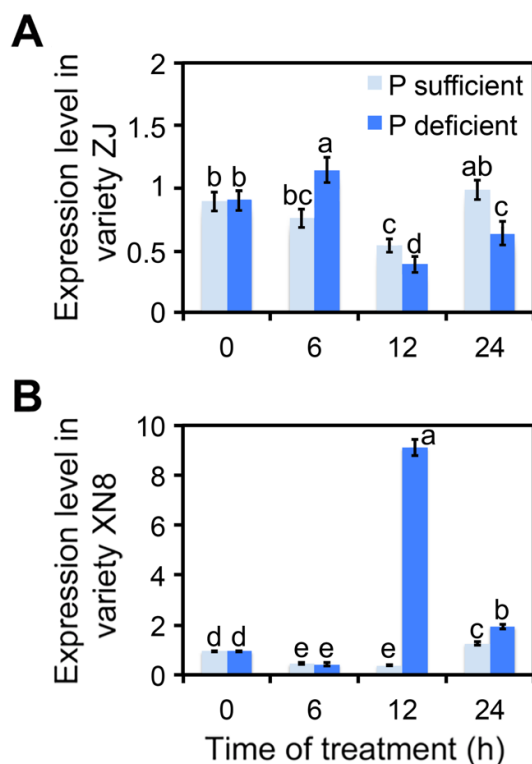 A
Expression level in
variety ZJ
2
1.5
1
0.5
0
P sufficient
P deficient
b b
bc a
c d
ab c
0 6 12 24
B
Expression level in
variety XN8
10
8
6
4
2
0
d d
e e
e a
c b
0 6 12 24
Time of treatment (h)